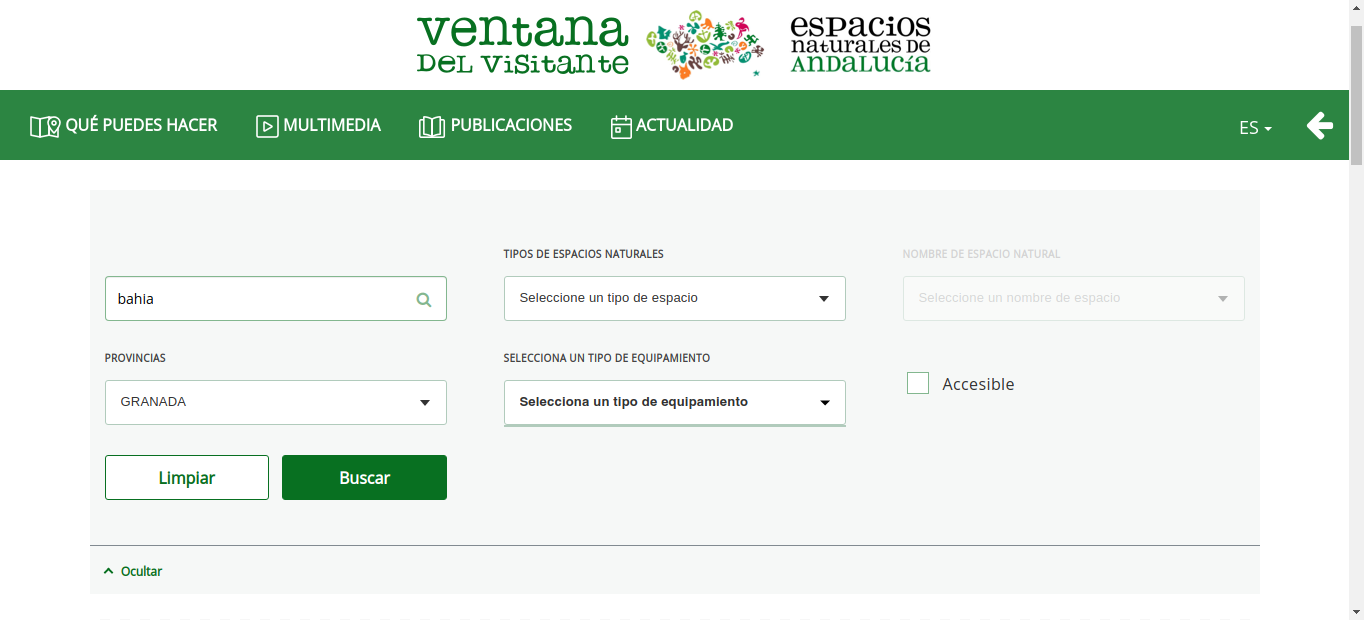 ventana
DEL VISITANTE
ESPACIOS
NATURALES DE
ANDALUCÍA
QUÉ PUEDES HACER
MULTIMEDIA
PUBLICACIONES
ACTUALIDAD
ES
TIPOS DE ESPACIOS NATURALES
NOMBRE DE ESPACIO NATURAL
bahia
Seleccione un tipo de espacio
Seleccione un nombre de espacio
PROVINCIAS
SELECCIONA UN TIPO DE EQUIPAMIENTO
GRANADA
Selecciona un tipo de equipamiento
Accesible
Limpiar
Buscar
Ocultar